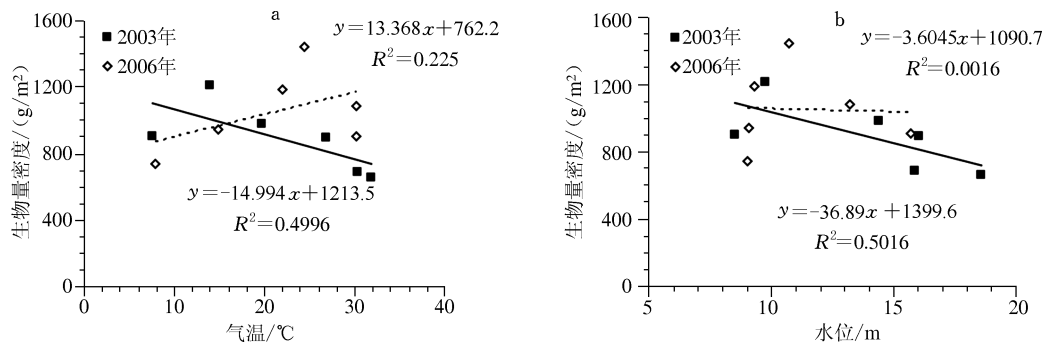 a
生物量密度/(g/m²)
1600
1200
800
400
0
■ 2003年
◇ 2006年
y=13.368x+762.2
R²=0.225
y=-14.994x+1213.5
R²=0.4996
0 10 20 30 40
气温/℃
b
生物量密度/(g/m²)
1600
1200
800
400
0
■ 2003年
◇ 2006年
y=-3.6045x+1090.7
R²=0.0016
y=-36.89x+1399.6
R²=0.5016
5 10 15 20
水位/m